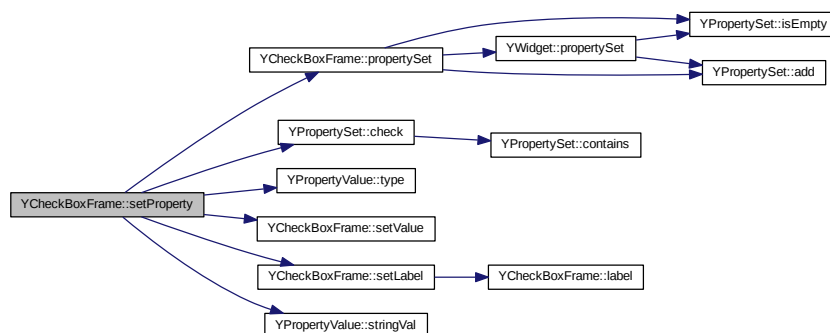 YPropertySet::isEmpty
YCheckBoxFrame::propertySet
YWidget::propertySet
YPropertySet::add
YPropertySet::check
YPropertySet::contains
YPropertyValue::type
YCheckBoxFrame::setProperty
YCheckBoxFrame::setValue
YCheckBoxFrame::setLabel
YCheckBoxFrame::label
YPropertyValue::stringVal